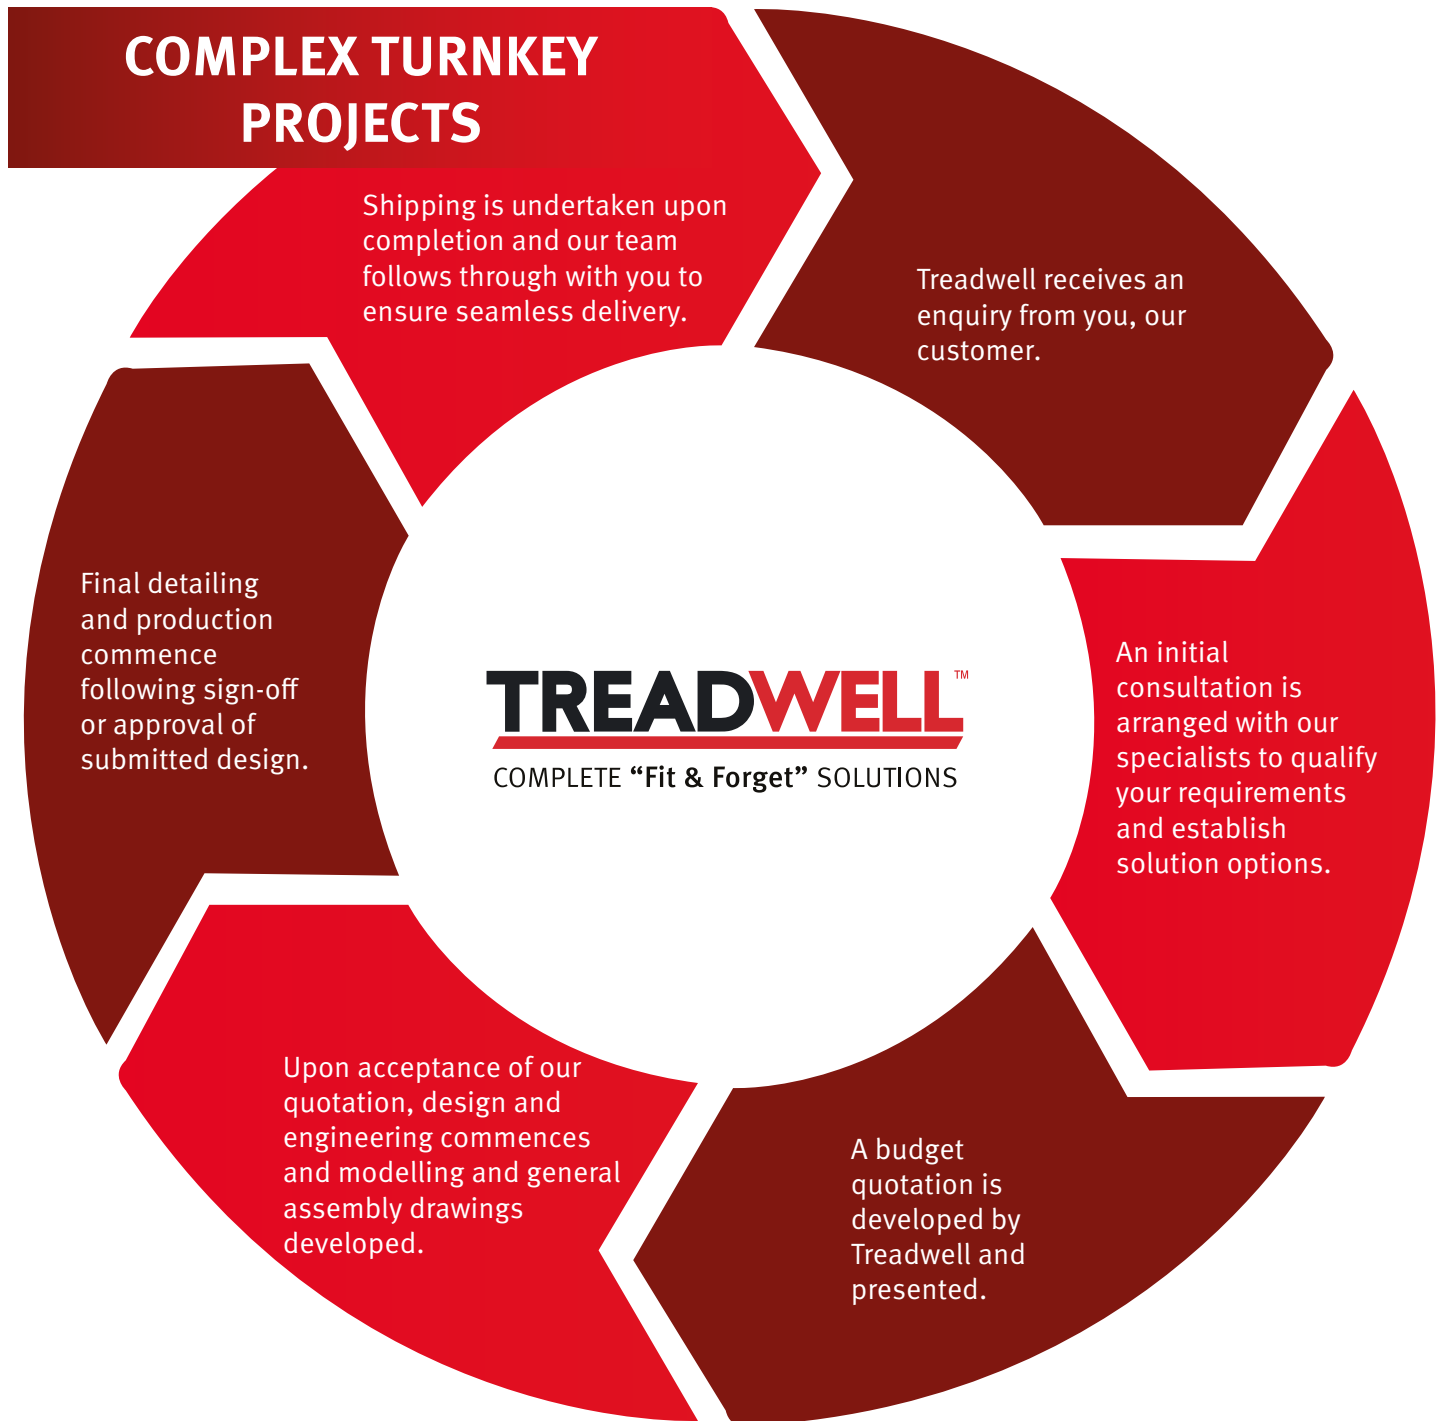 COMPLEX TURNKEY
PROJECTS
Shipping is undertaken upon
completion and our team
follows through with you to
ensure seamless delivery.
Treadwell receives an
enquiry from you, our
customer.
An initial
consultation is
arranged with our
specialists to qualify
your requirements
and establish
solution options.
A budget
quotation is
developed by
Treadwell and
presented.
Upon acceptance of our
quotation, design and
engineering commences
and modelling and general
assembly drawings
developed.
Final detailing
and production
commence
following sign-off
or approval of
submitted design.
TREADWELL™
COMPLETE “Fit & Forget” SOLUTIONS